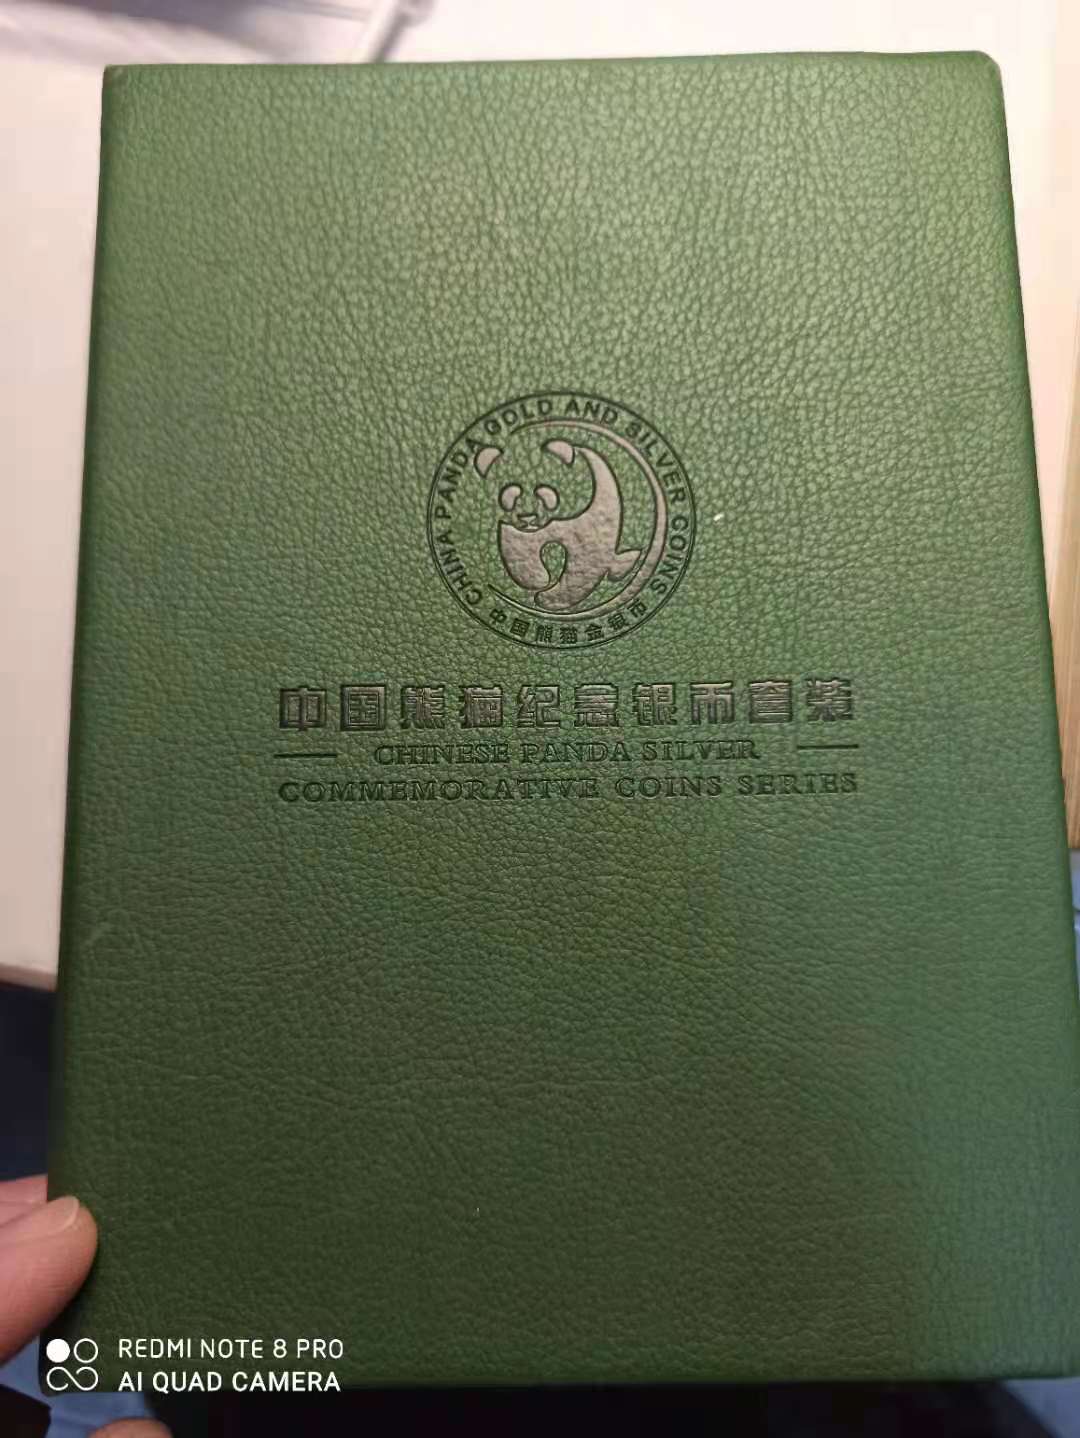 CHINA PANDA GOLD AND SILVER COINS
中国熊猫金银币
中国熊猫纪念银币套装
CHINESE PANDA SILVER
COMMEMORATIVE COINS SERIES
REDMI NOTE 8 PRO
AI QUAD CAMERA